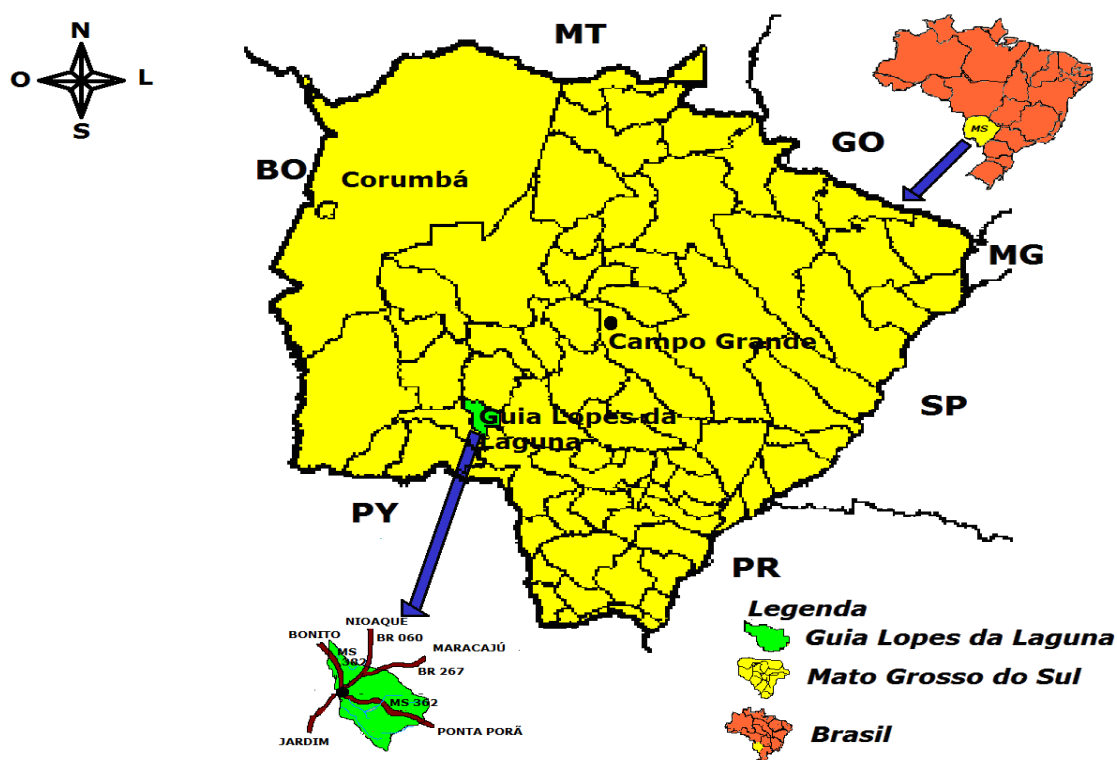 N
O
L
S
MT
GO
MS
BO
Corumbá
MG
Campo Grande
SP
Guia Lopes da
Laguna
PY
PR
NIOAQUE
BONITO
BR 060
MS
382
MARACAJÚ
BR 267
MS 362
PONTA PORÃ
JARDIM
Legenda
Guia Lopes da Laguna
Mato Grosso do Sul
Brasil